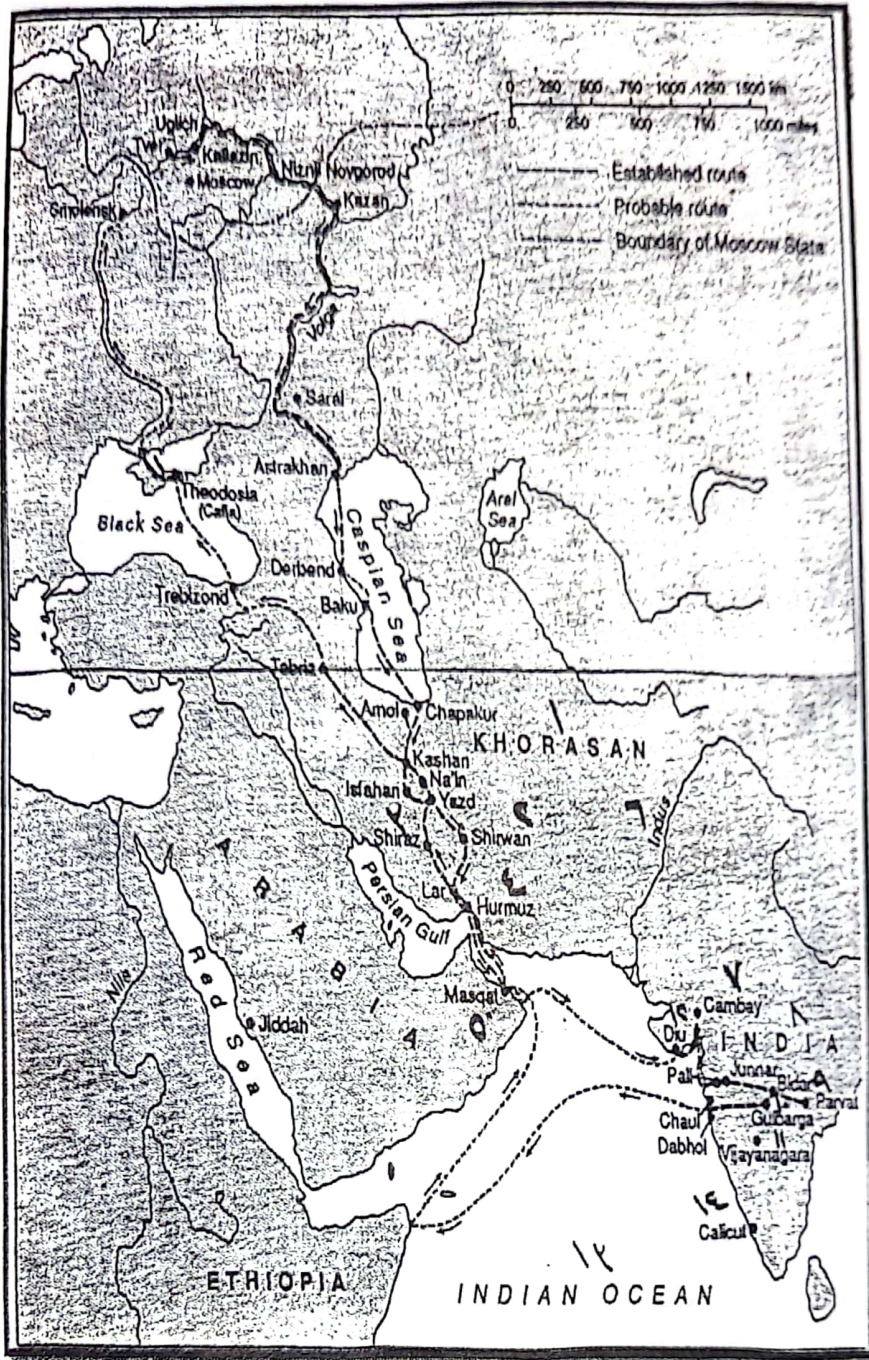 0 250 500 750 1000 1250 1500 km
0 250 500 750 1000 miles
Established route
Probable route
Boundary of Moscow State
Uglich
Kaliazin
Niznij Novgorod
Moscow
Kazan
Smolensk
Volga
Sarai
Astrakhan
Theodosia
(Caffa)
Black Sea
Aral
Sea
Caspian Sea
Derbend
Trebizond
Baku
Tabriz
Amol
Chapakur
KHORASAN
Kashan
Na'in
Isfahan
Yazd
Indus
Shiraz
Shirwan
ARABIA
Persian Gulf
Lar
Hurmuz
Nile
Red Sea
Masqat
Cambay
Jiddah
Diu
INDIA
Pali
Junnar
Bidar
Parvat
Chaul
Gulbarga
Dabhol
Vijayanagara
١٤
Calicut
١٢
ETHIOPIA
INDIAN OCEAN